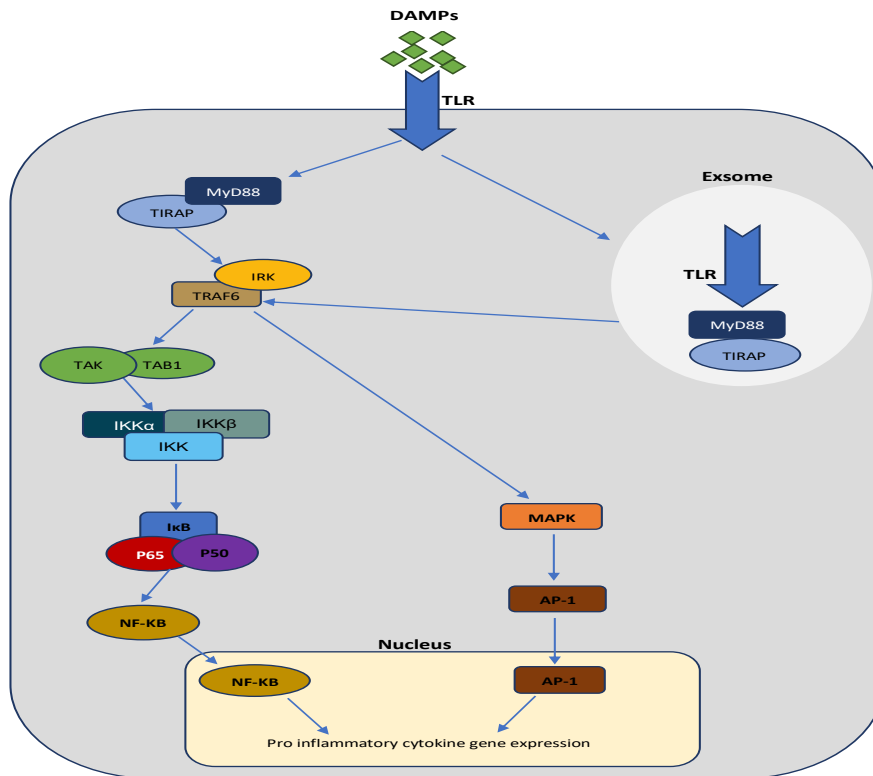 DAMPs
TLR
MyD88
TIRAP
Exsome
TLR
MyD88
TIRAP
IRK
TRAF6
TAK
TAB1
IKKα
IKKβ
IKK
IκB
P65
P50
MAPK
NF-KB
AP-1
Nucleus
NF-KB
AP-1
Pro inflammatory cytokine gene expression